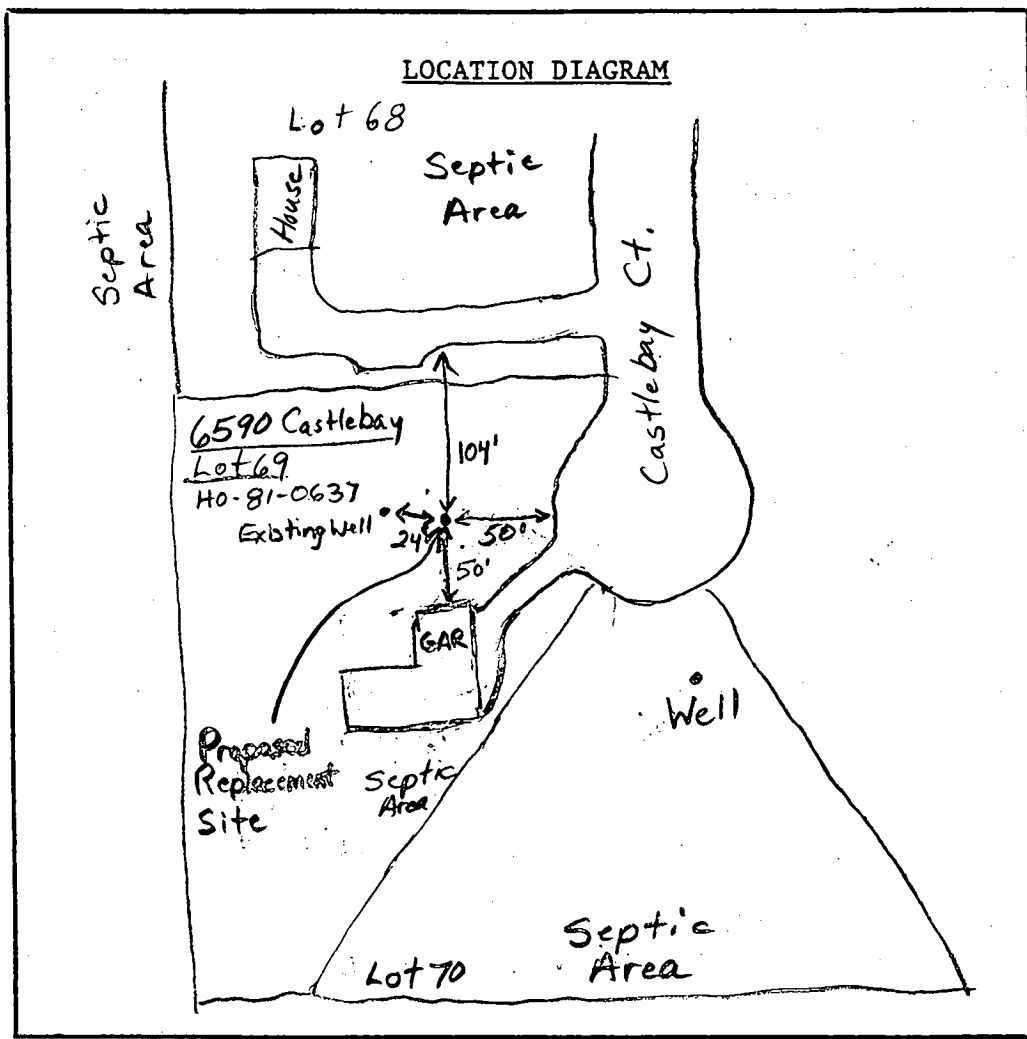 LOCATION DIAGRAM
Lot 68
House
Septic
Area
Septic
Area
Castlebay Ct.
6590 Castlebay
Lot 69
HO-81-0637
Existing Well
104'
24'
50'
50'
GAR
Well
Proposed
Replacement
Site
Septic
Area
Septic
Area
Lot 70